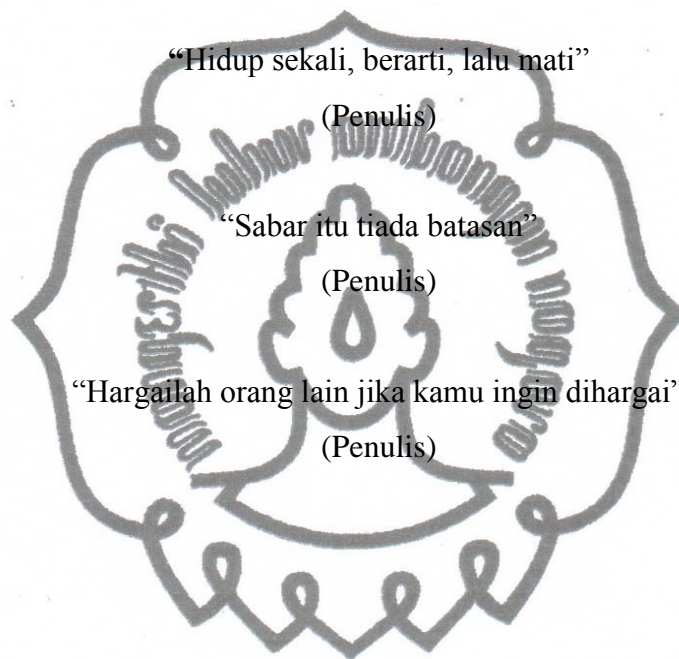 “Hidup sekali, berarti, lalu mati”
(Penulis)
“Sabar itu tiada batasan”
(Penulis)
“Hargailah orang lain jika kamu ingin dihargai”
(Penulis)